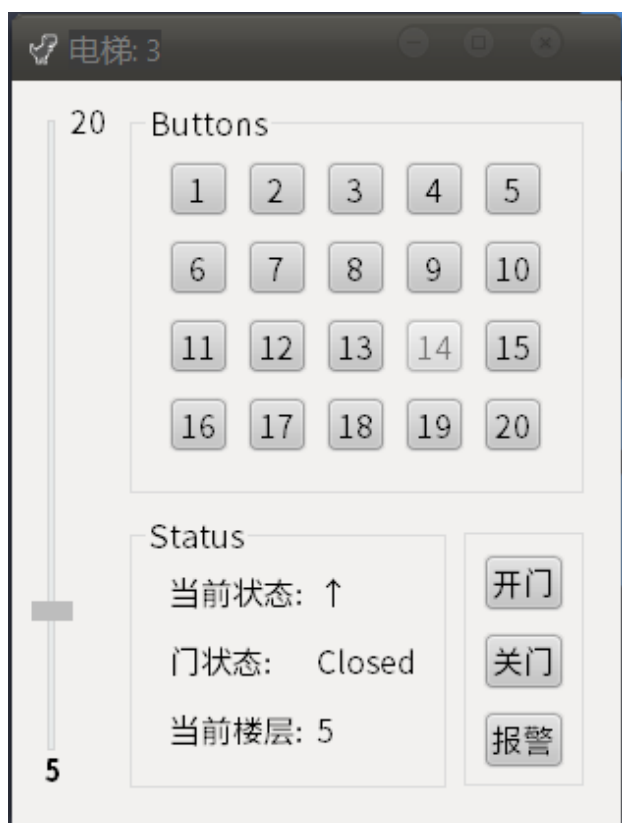 电梯: 3
20
Buttons
1 2 3 4 5
6 7 8 9 10
11 12 13 14 15
16 17 18 19 20
Status
当前状态: ↑
门状态: Closed
当前楼层: 5
开门
关门
报警
5